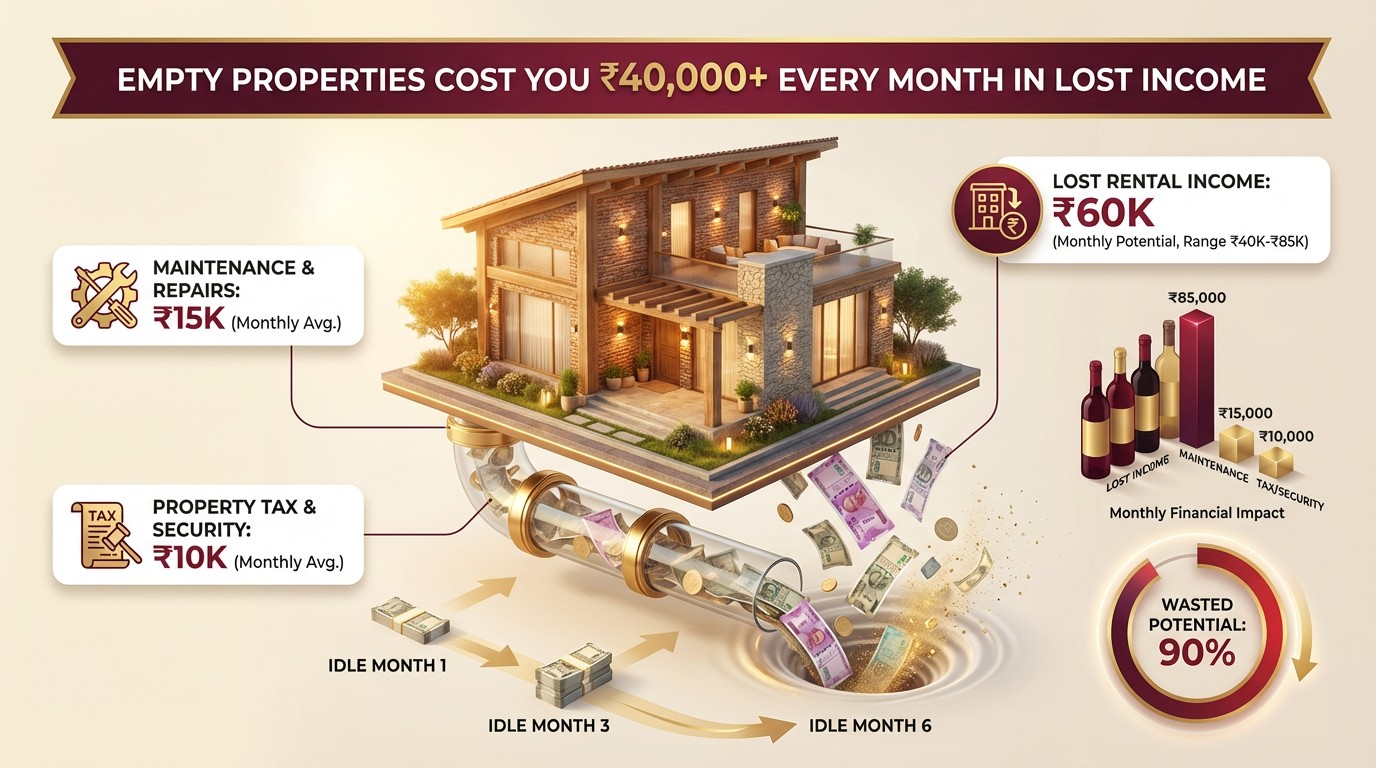 EMPTY PROPERTIES COST YOU ₹40,000+ EVERY MONTH IN LOST INCOME
MAINTENANCE &
REPAIRS:
₹15K (Monthly Avg.)
PROPERTY TAX &
SECURITY:
₹10K (Monthly Avg.)
TAX
LOST RENTAL INCOME:
₹60K
(Monthly Potential, Range ₹40K-₹85K)
₹
₹85,000
₹15,000
₹10,000
LOST INCOME
MAINTENANCE
TAX/SECURITY
Monthly Financial Impact
WASTED
POTENTIAL:
90%
IDLE MONTH 1
IDLE MONTH 3
IDLE MONTH 6